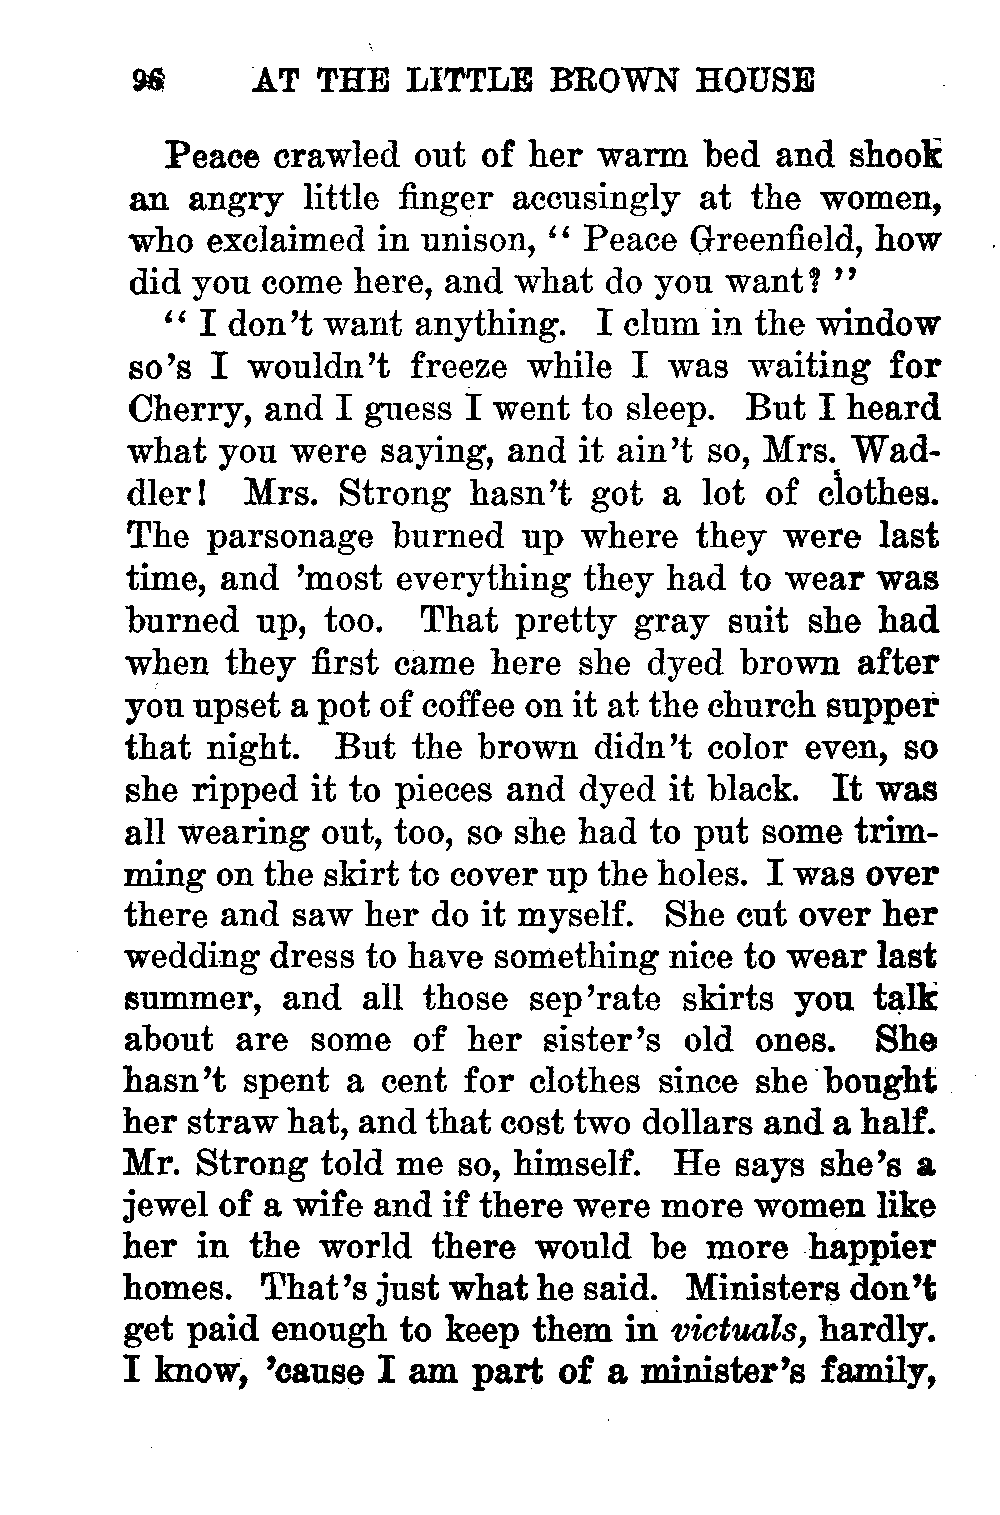 96 AT THE LITTLE BROWN HOUSE
Peace crawled out of her warm bed and shook
an angry little finger accusingly at the women,
who exclaimed in unison, “ Peace Greenfield, how
did you come here, and what do you want? ”
“ I don’t want anything. I clum in the window
so’s I wouldn’t freeze while I was waiting for
Cherry, and I guess I went to sleep. But I heard
what you were saying, and it ain’t so, Mrs. Wad-
dler! Mrs. Strong hasn’t got a lot of clothes.
The parsonage burned up where they were last
time, and ’most everything they had to wear was
burned up, too. That pretty gray suit she had
when they first came here she dyed brown after
you upset a pot of coffee on it at the church supper
that night. But the brown didn’t color even, so
she ripped it to pieces and dyed it black. It was
all wearing out, too, so she had to put some trim-
ming on the skirt to cover up the holes. I was over
there and saw her do it myself. She cut over her
wedding dress to have something nice to wear last
summer, and all those sep’rate skirts you talk
about are some of her sister’s old ones. She
hasn’t spent a cent for clothes since she bought
her straw hat, and that cost two dollars and a half.
Mr. Strong told me so, himself. He says she’s a
jewel of a wife and if there were more women like
her in the world there would be more happier
homes. That’s just what he said. Ministers don’t
get paid enough to keep them in victuals, hardly.
I know, ’cause I am part of a minister’s family,